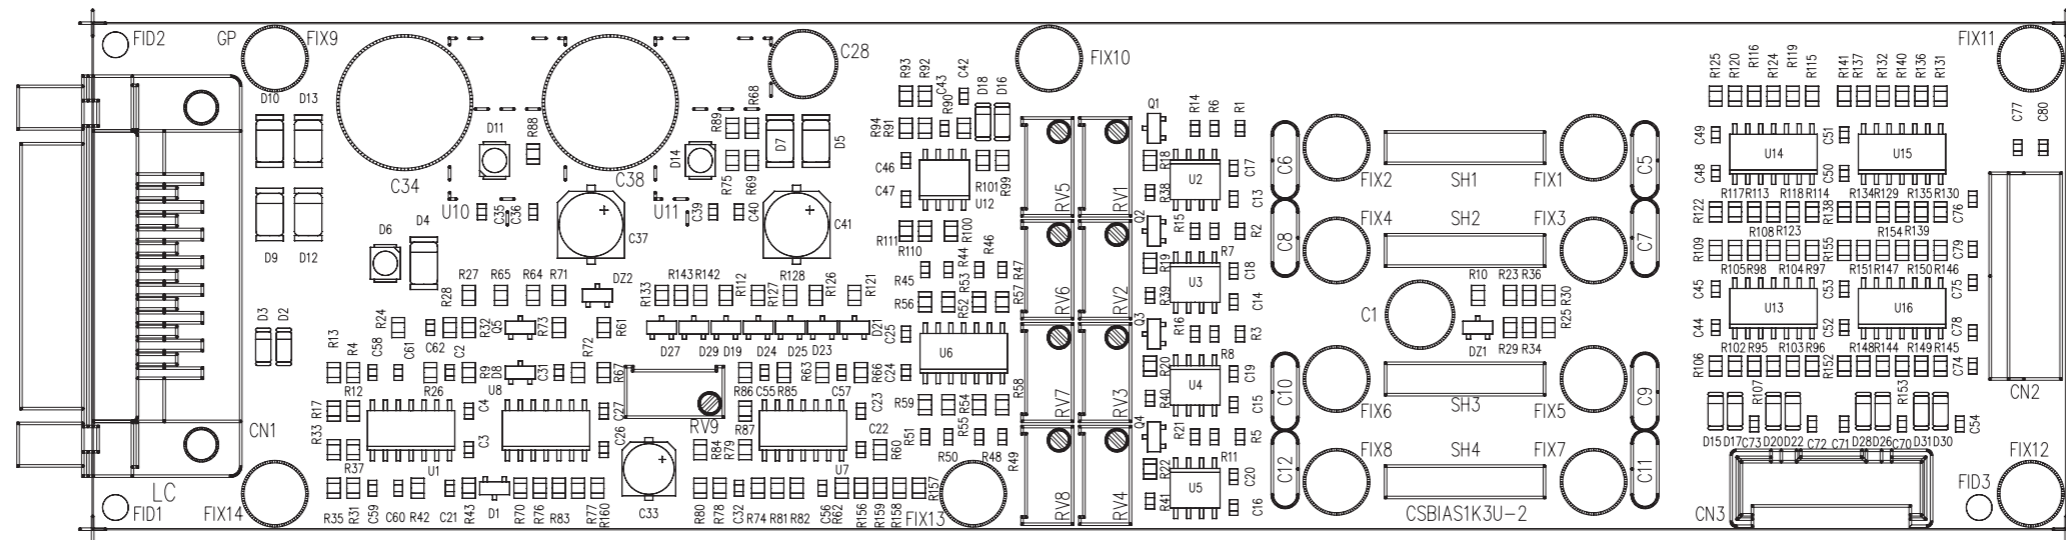 FID2 GP FIX9 C28 FIX10 FIX11
R125 R120 R116 R124 R119 R115 R141 R137 R132 R140 R136 R131
D10 D13 D11 R88 R89 R68 R93 R92 C43 C42 D18 D16
R94 R91 R90 Q1 R14 R6 R1 C77 C80
C34 C38 D14 D7 D5 C46 C47 C49 C48 U14 C51 C50 U15
R75 R69 R101 R99 U12 RV5 RV1 R18 R38 U2 C17 C13 C6 FIX2 SH1 FIX1 C5
U10 C35 C36 U11 C39 C40 C37 C41
R117 R113 R118 R114 R134 R129 R135 R130
R122 R138 C76
D9 D12 D6 D4 R111 R110 R100 Q2 R15 R2 C8 FIX4 SH2 FIX3 C7
R109 R108 R123 R155 R154 R139 C79
R45 R44 R53 R46 R47 RV6 RV2 R19 R39 U3 R7 C18 C14
R105 R98 R104 R97 R151 R147 R150 R146
R27 R28 R65 R64 R71 DZ2 R133 R143 R142 R112 R127 R128 R126 R121
R56 R52 R57 C1 R10 R23 R36 R30 C45 C44 U13 C53 C52 U16 C75 C78
D3 D2 R24 R32 Q5 R73 R61 D21 C25 U6 Q3 R16 R3 DZ1 R29 R34 R25
R13 R4 C58 C61 C62 C2 R9 D8 C31 R72 R67 D27 D29 D19 D24 D25 D23
R102 R95 R103 R96 R148 R144 R149 R145
R106 R152 C74
R12 R26 U8 R86 C55 R85 R63 C57 R66 C24 R58 RV7 RV3 R20 R40 U4 R8 C19 C15 C10 FIX6 SH3 FIX5 C9 CN2
R17 R33 C4 C3 C27 C26 RV9 R87 C23 C22 R59 R54 R107 R153
CN1 R37 U1 R84 R79 U7 R60 R51 R55 R50 R48 R49 Q4 R21 R5
D15 D17 C73 D20 D22 C72 C71 D28 D26 C70 D31 D30 C54
RV8 RV4 R22 R41 U5 R11 C20 C16 C12 FIX8 SH4 FIX7 C11 FIX12
LC FID1 FIX14 R35 R31 C59 C60 R42 C21 R43 D1 R70 R76 R83 R77 R160 C33 R80 R78 C32 R74 R81 R82 C56 R62 R156 R159 R158 R157 FIX13
CSBIAS1K3U-2 CN3 FID3